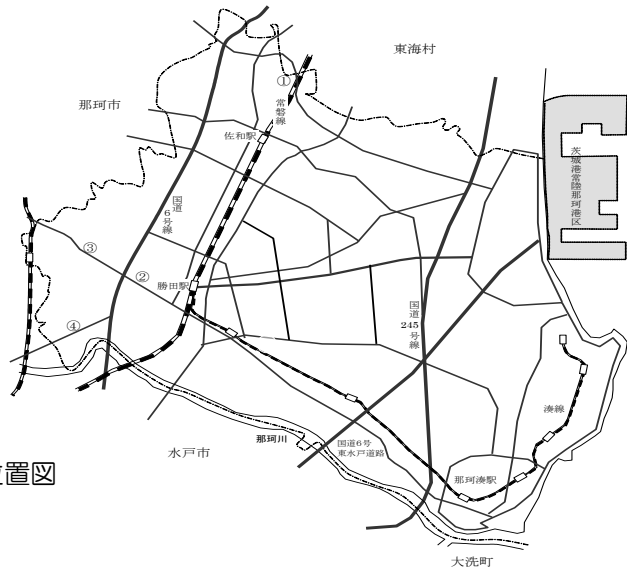 東海村
那珂市
①
常磐線
佐和駅
茨城港常陸那珂港区
国道
6号線
③
②
勝田駅
国道
245
号線
④
湊線
那珂川
国道6号
東水戸道路
水戸市
那珂湊駅
置図
大洗町